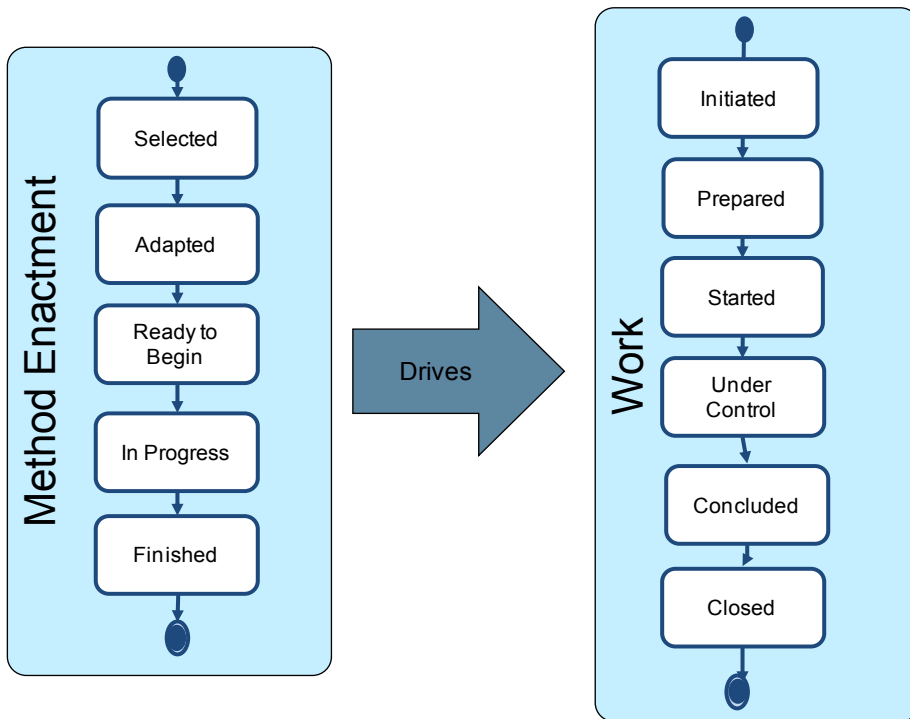 Method Enactment
Selected
Adapted
Ready to
Begin
In Progress
Finished
Drives
Work
Initiated
Prepared
Started
Under
Control
Concluded
Closed